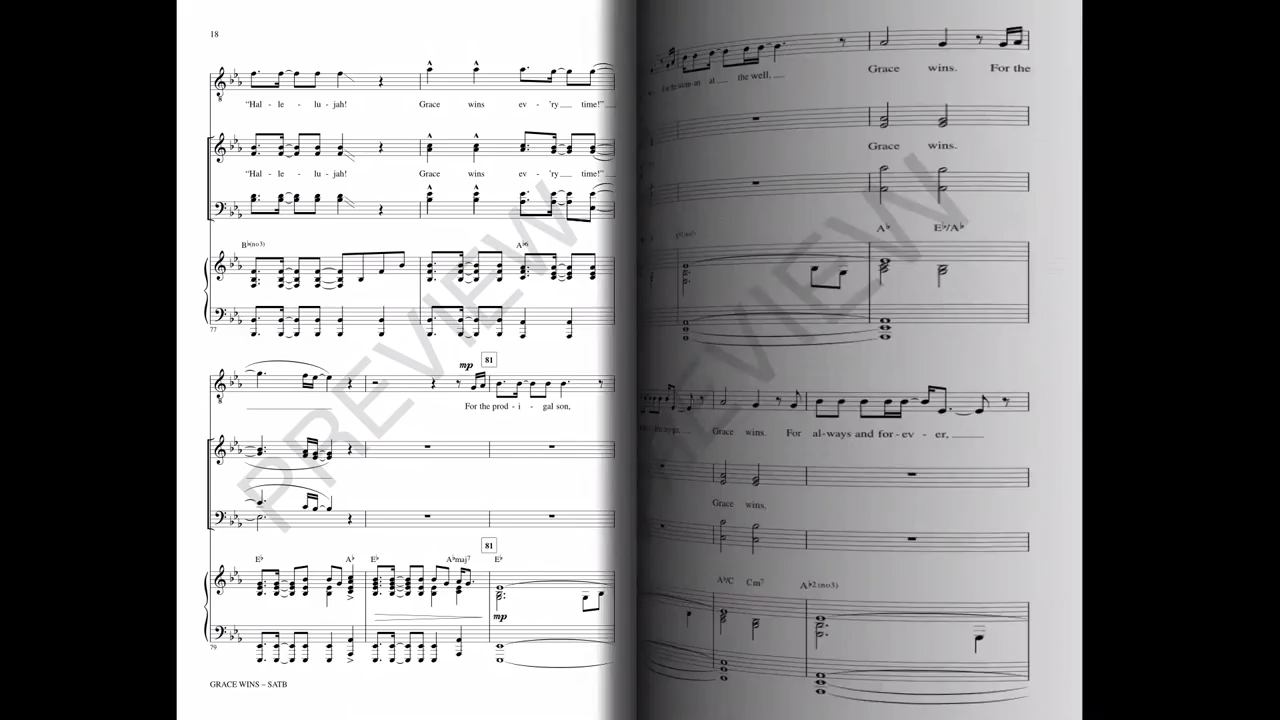 18
“Hal - le - lu - jah! Grace wins ev - ’ry time!”
“Hal - le - lu - jah! Grace wins ev - ’ry time!”
B♭(no3) A♭6
77
mp 81
For the prod - i - gal son,
81
E♭ A♭ E♭ A♭maj7 E♭
mp
79
GRACE WINS – SATB
PREVIEW
at the well, Grace wins. For the
Grace wins.
A♭ E♭/A♭
Grace wins. For al-ways and for-ev - er,
Grace wins,
A♭/C Cm7 A♭2(no3)
PREVIEW